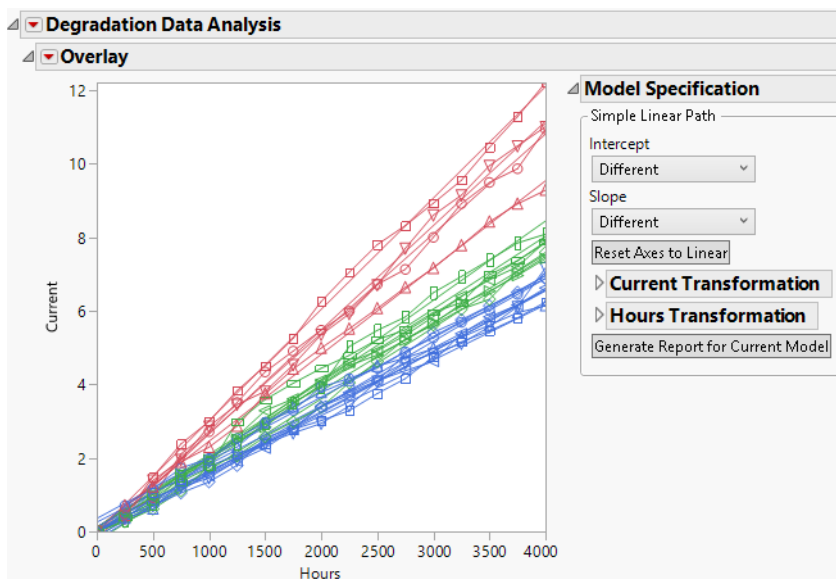 Degradation Data Analysis
Overlay
12
10
8
6
4
2
0
Current
0 500 1000 1500 2000 2500 3000 3500 4000
Hours
Model Specification
Simple Linear Path
Intercept
Different
Slope
Different
Reset Axes to Linear
Current Transformation
Hours Transformation
Generate Report for Current Model